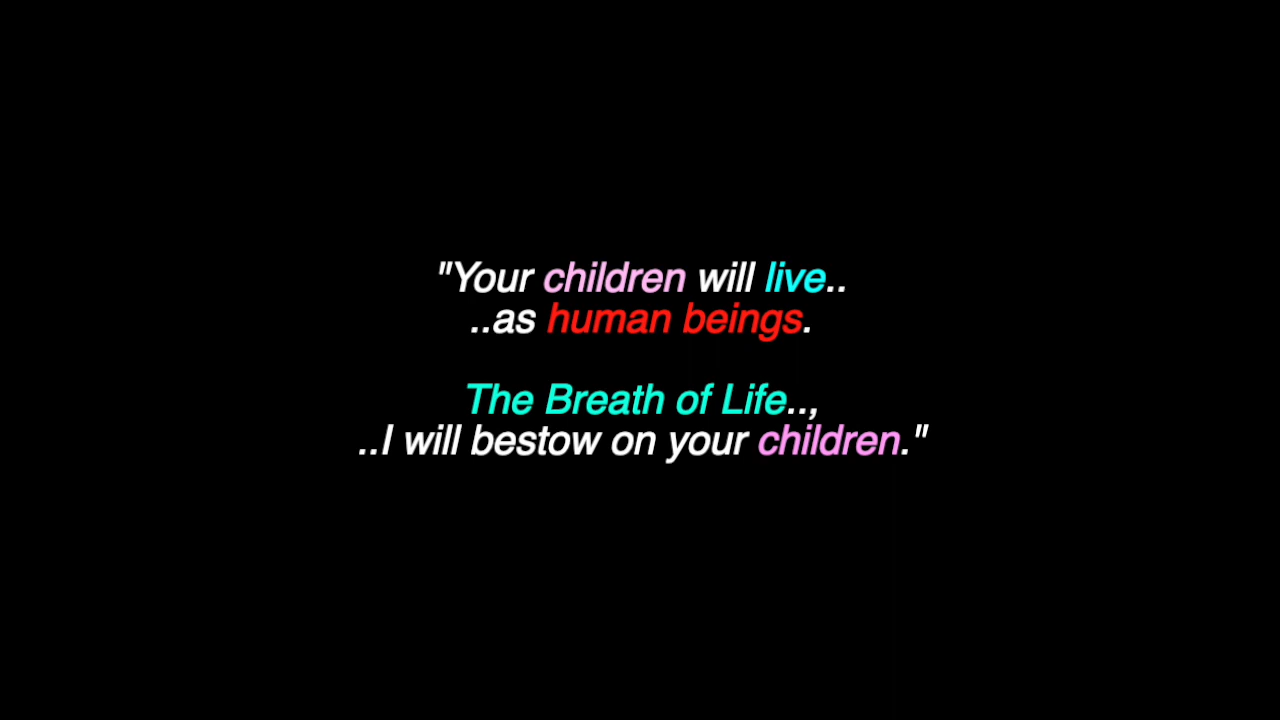 "Your children will live..
..as human beings.
The Breath of Life..,
..I will bestow on your children."